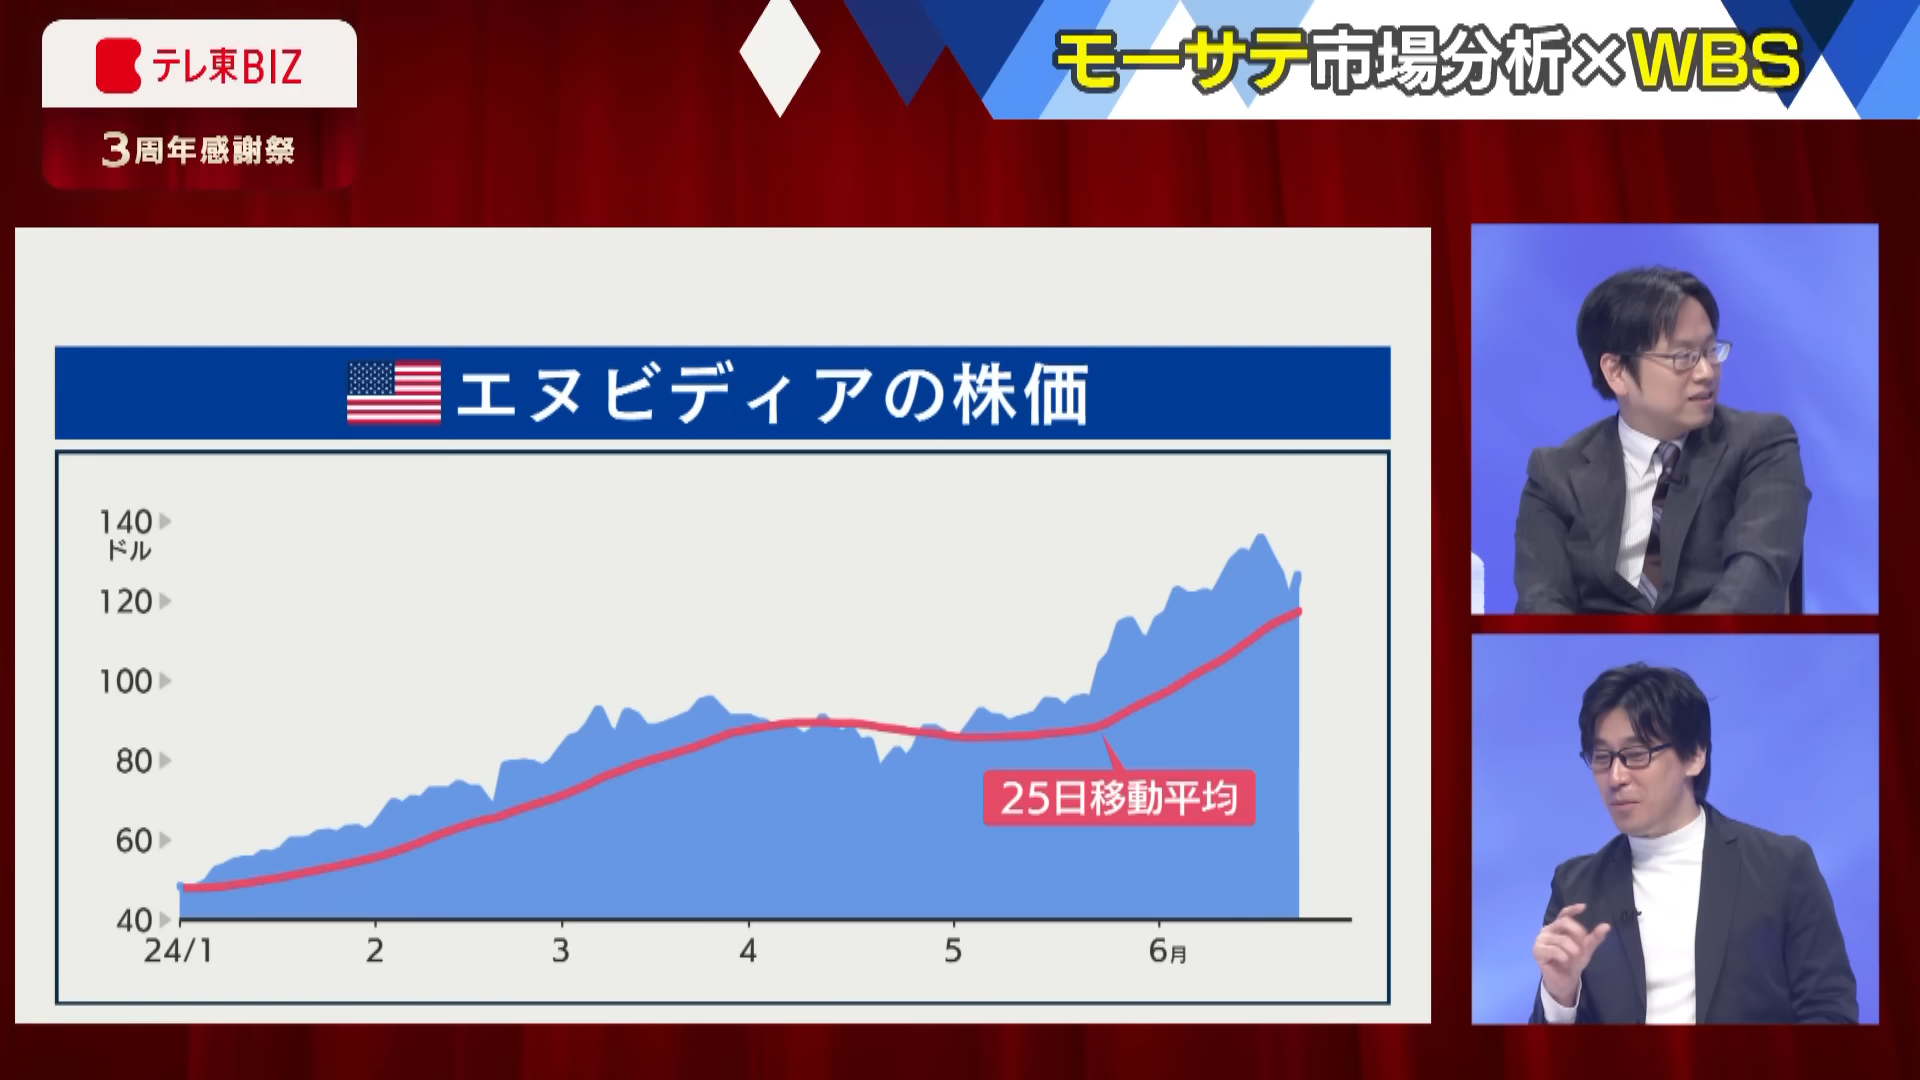 テレ東BIZ
3周年感謝祭
モーサテ市場分析×WBS
エヌビディアの株価
140
ドル
120
100
80
60
40
25日移動平均
24/1 2 3 4 5 6月